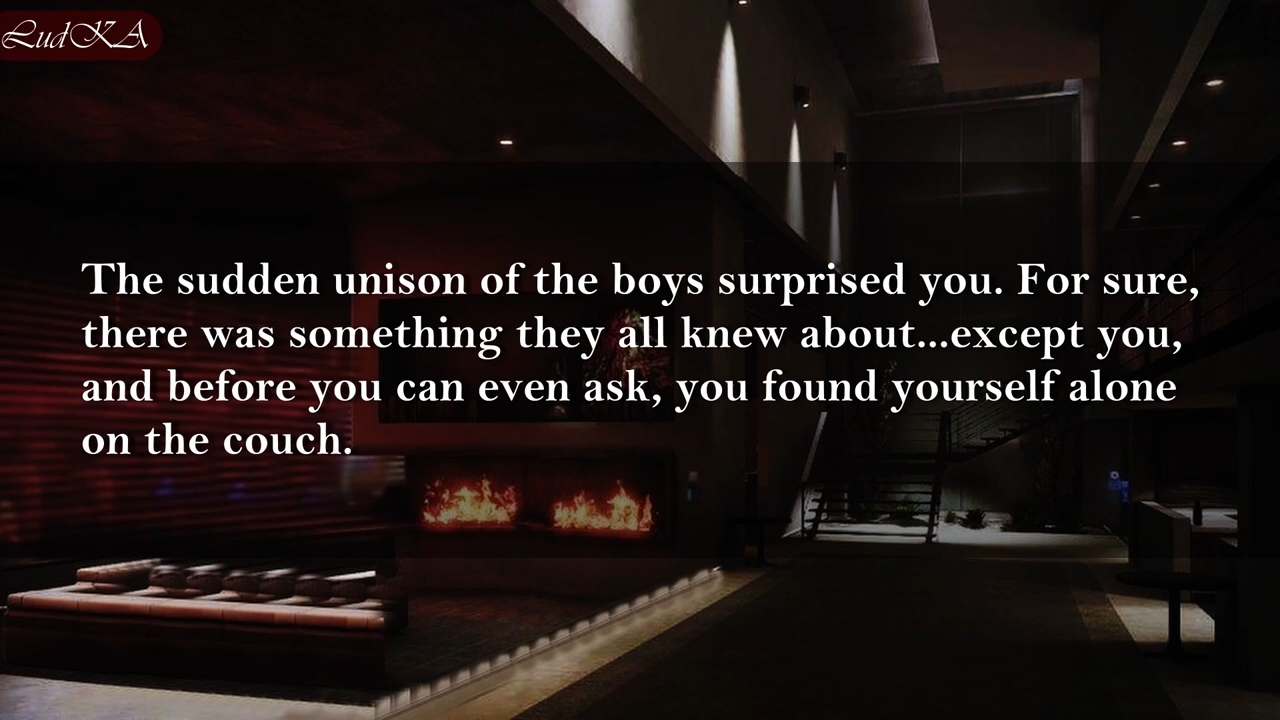 LudKA
The sudden unison of the boys surprised you. For sure,
there was something they all knew about...except you,
and before you can even ask, you found yourself alone
on the couch.